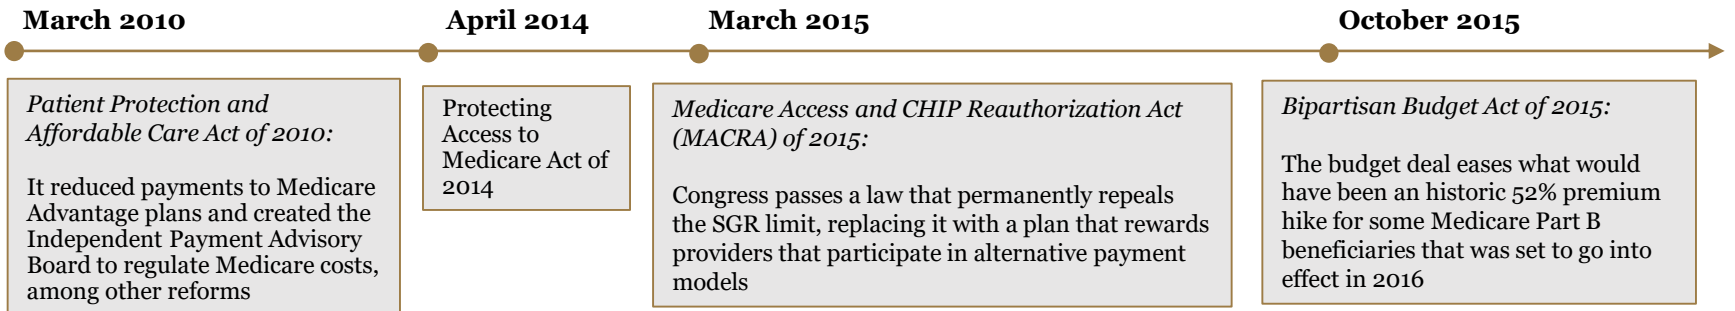 March 2010
April 2014
March 2015
October 2015
Patient Protection and
Affordable Care Act of 2010:
It reduced payments to Medicare
Advantage plans and created the
Independent Payment Advisory
Board to regulate Medicare costs,
among other reforms
Protecting
Access to
Medicare Act of
2014
Medicare Access and CHIP Reauthorization Act
(MACRA) of 2015:
Congress passes a law that permanently repeals
the SGR limit, replacing it with a plan that rewards
providers that participate in alternative payment
models
Bipartisan Budget Act of 2015:
The budget deal eases what would
have been an historic 52% premium
hike for some Medicare Part B
beneficiaries that was set to go into
effect in 2016